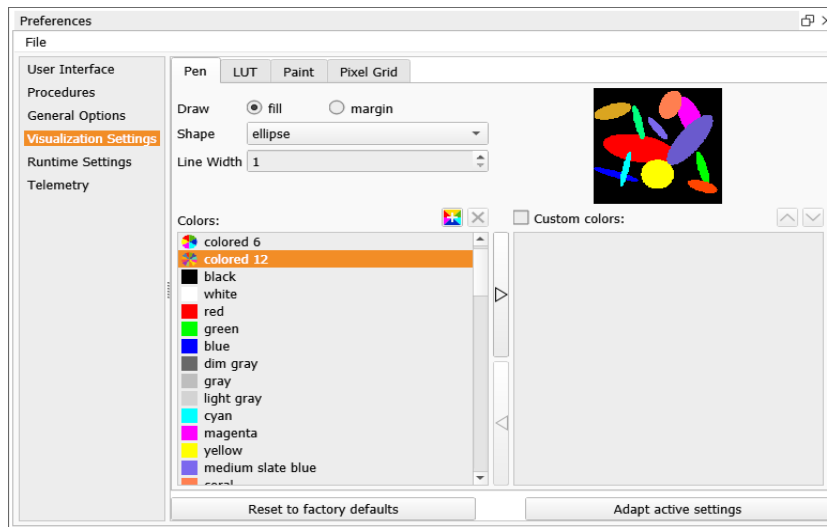 Preferences
File
User Interface
Procedures
General Options
Visualization Settings
Runtime Settings
Telemetry
Pen LUT Paint Pixel Grid
Draw fill margin
Shape ellipse
Line Width 1
Colors: Custom colors:
colored 6
colored 12
black
white
red
green
blue
dim gray
gray
light gray
cyan
magenta
yellow
medium slate blue
coral
Reset to factory defaults Adapt active settings